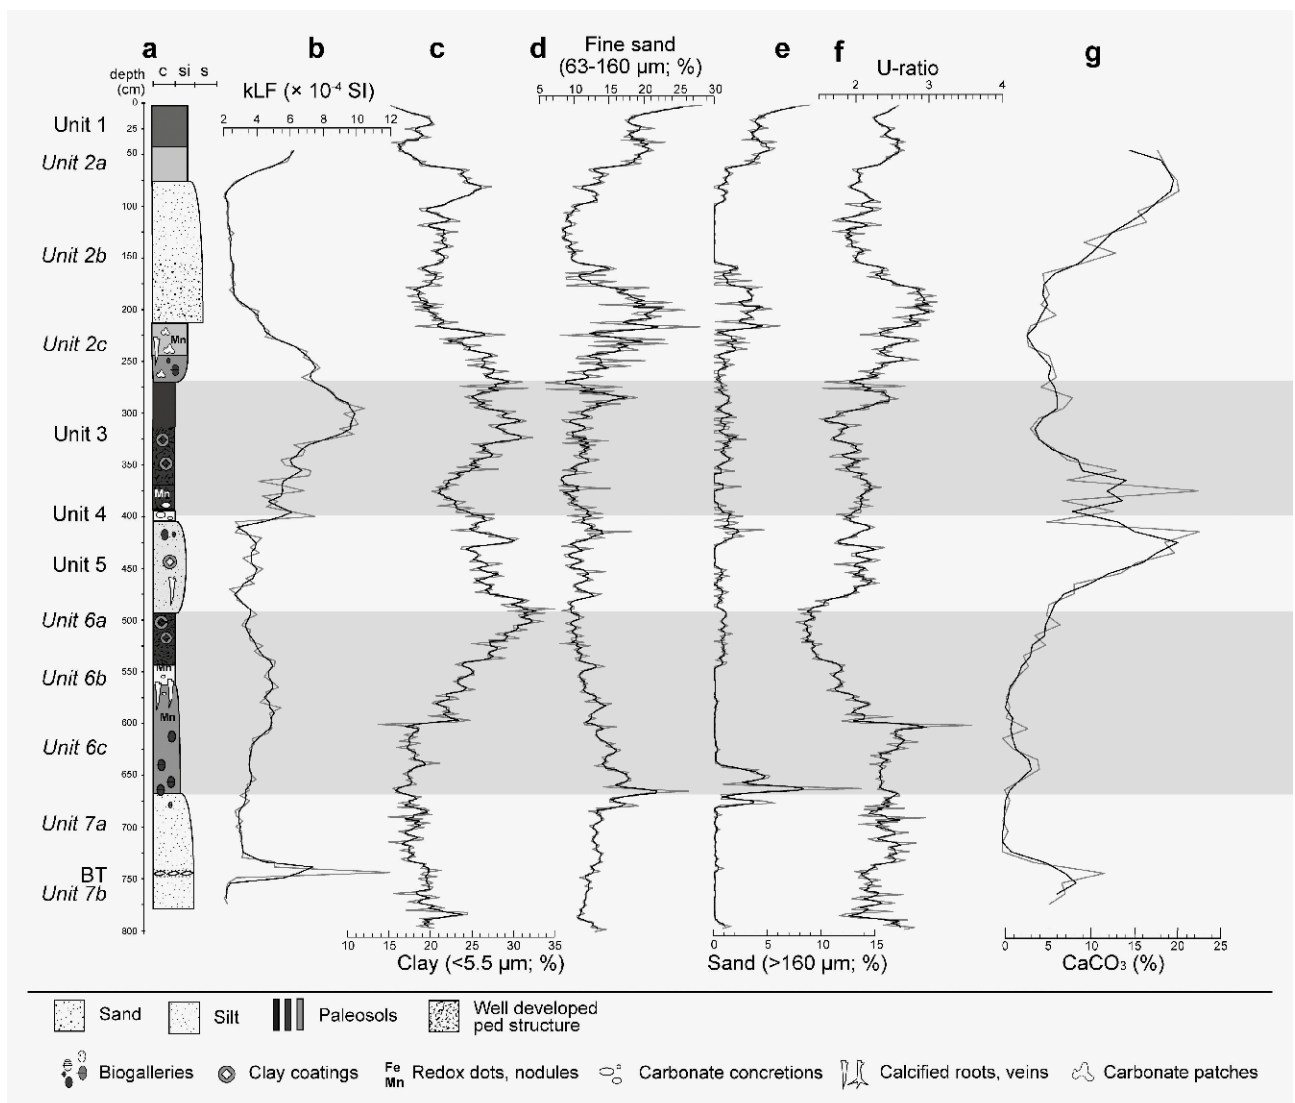 a b c d e f g
Fine sand
(63-160 µm; %)
U-ratio
c si s
depth
(cm)
kLF (× 10⁻⁴ SI)
5 10 15 20 25 30
2 3 4
2 4 6 8 10 12
0
Unit 1
25
50
Unit 2a
100
Unit 2b
150
200
Unit 2c
Mn
250
300
Unit 3
350
Mn
Unit 4
400
Unit 5
450
Unit 6a
500
550
Mn
Unit 6b
600
Mn
Unit 6c
650
700
Unit 7a
BT
750
Unit 7b
800
10 15 20 25 30 35
Clay (<5.5 µm; %)
0 5 10 15
Sand (>160 µm; %)
0 5 10 15 20 25
CaCO₃ (%)
Sand
Silt
Paleosols
Well developed
ped structure
Biogalleries
Clay coatings
Fe
Mn
Redox dots, nodules
Carbonate concretions
Calcified roots, veins
Carbonate patches